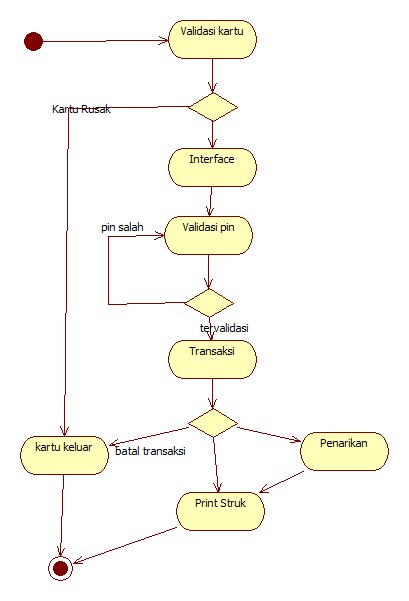 Validasi kartu
Kartu Rusak
Interface
pin salah
Validasi pin
tervalidasi
Transaksi
kartu keluar
batal transaksi
Penarikan
Print Struk